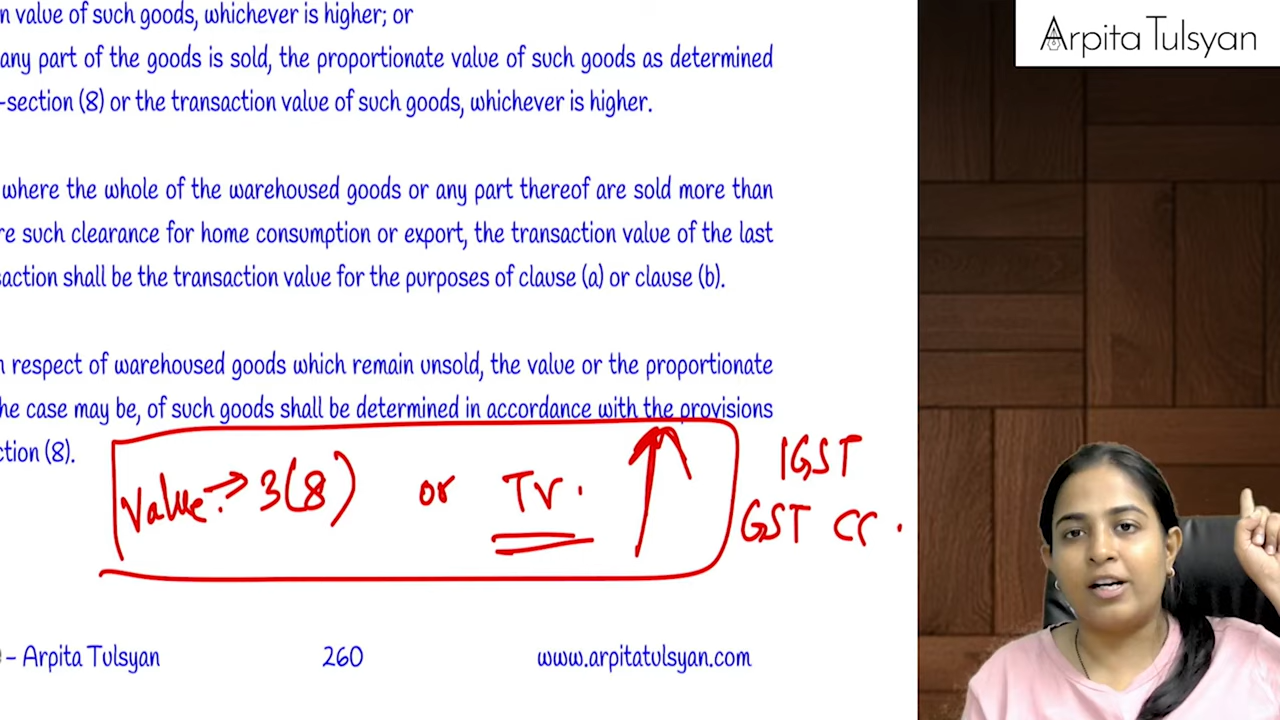 n value of such goods, whichever is higher; or
any part of the goods is sold, the proportionate value of such goods as determined
-section (8) or the transaction value of such goods, whichever is higher.
where the whole of the warehoused goods or any part thereof are sold more than
re such clearance for home consumption or export, the transaction value of the last
saction shall be the transaction value for the purposes of clause (a) or clause (b).
n respect of warehoused goods which remain unsold, the value or the proportionate
he case may be, of such goods shall be determined in accordance with the provisions
ction (8).
Value :→ 3(8) or TV.
IGST
GST CC.
– Arpita Tulsyan 260 www.arpitatulsyan.com
Arpita Tulsyan